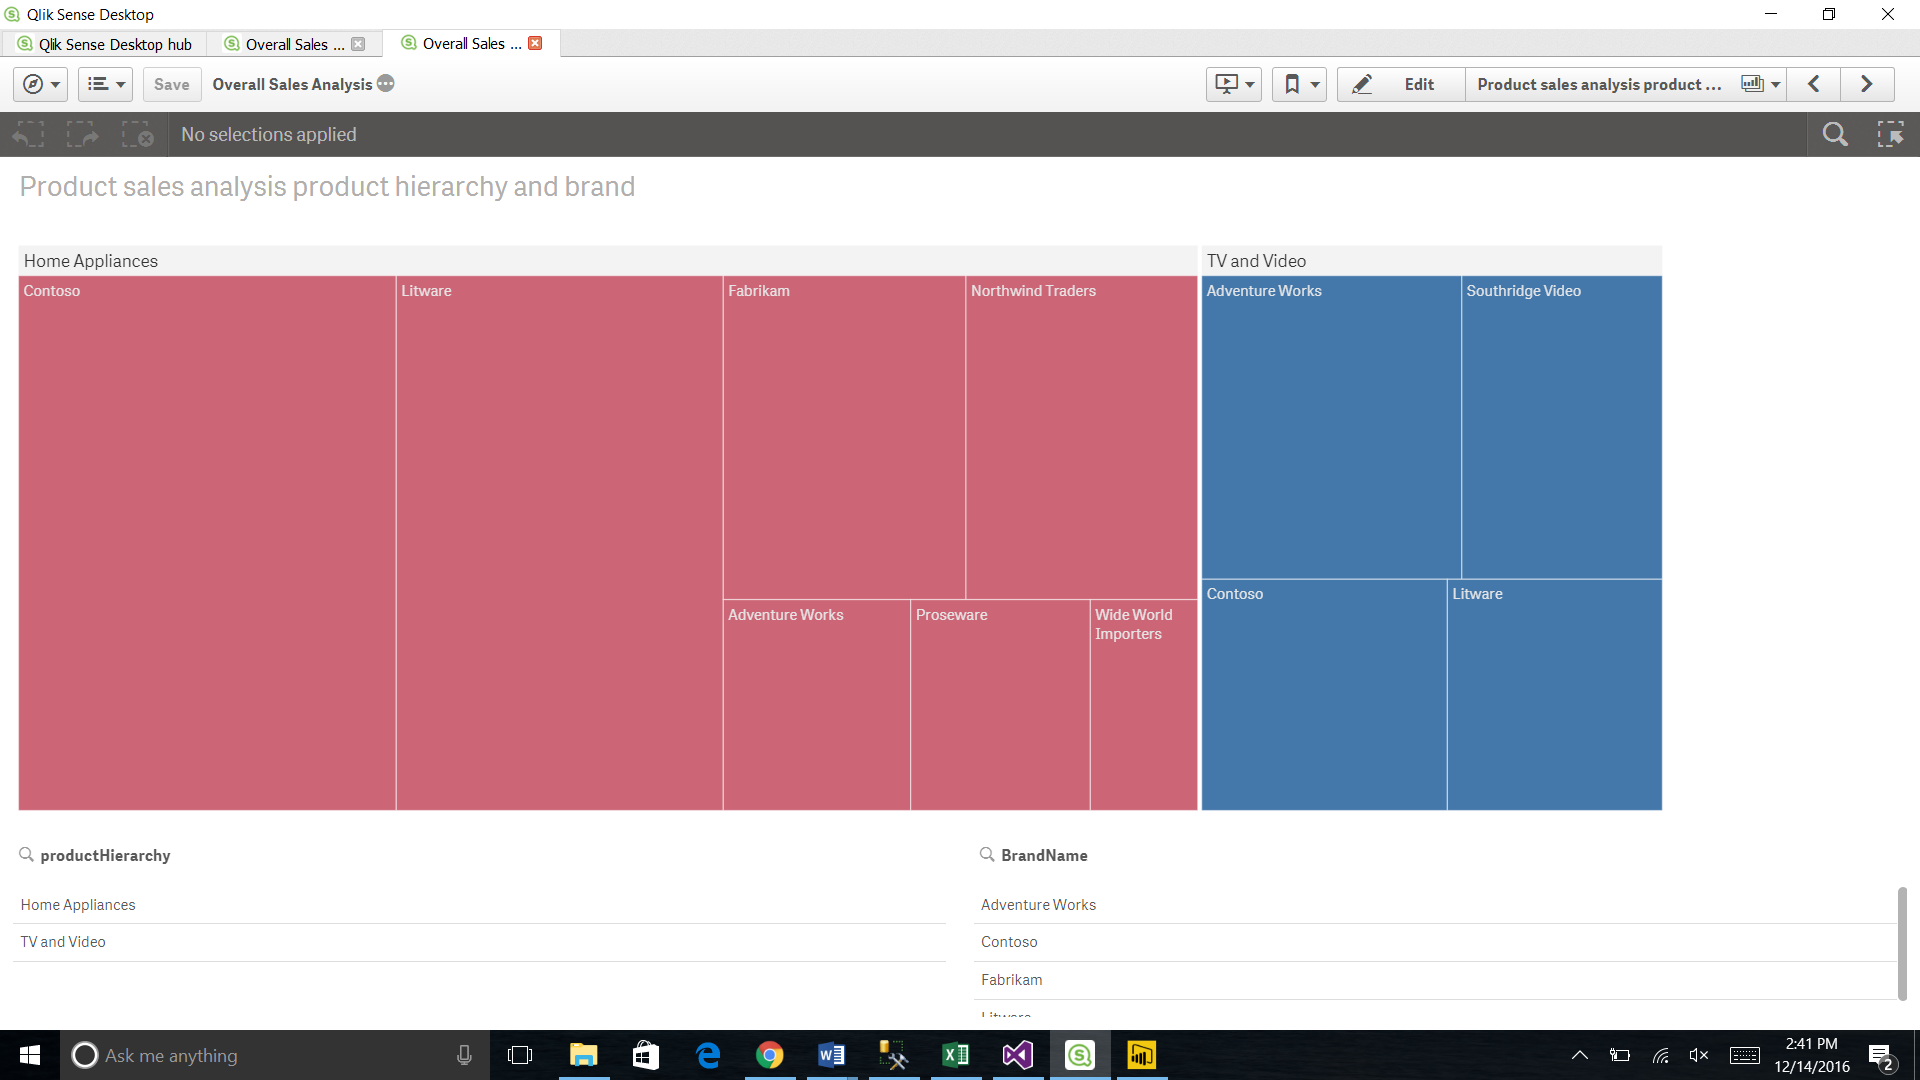 Qlik Sense Desktop
Qlik Sense Desktop hub
Overall Sales ...
Overall Sales ...
Save
Overall Sales Analysis
Edit
Product sales analysis product ...
No selections applied
Product sales analysis product hierarchy and brand
Home Appliances
TV and Video
Contoso
Litware
Fabrikam
Northwind Traders
Adventure Works
Southridge Video
Adventure Works
Proseware
Wide World
Importers
Contoso
Litware
productHierarchy
BrandName
Home Appliances
Adventure Works
TV and Video
Contoso
Fabrikam
Litware
Ask me anything
2:41 PM
12/14/2016
2